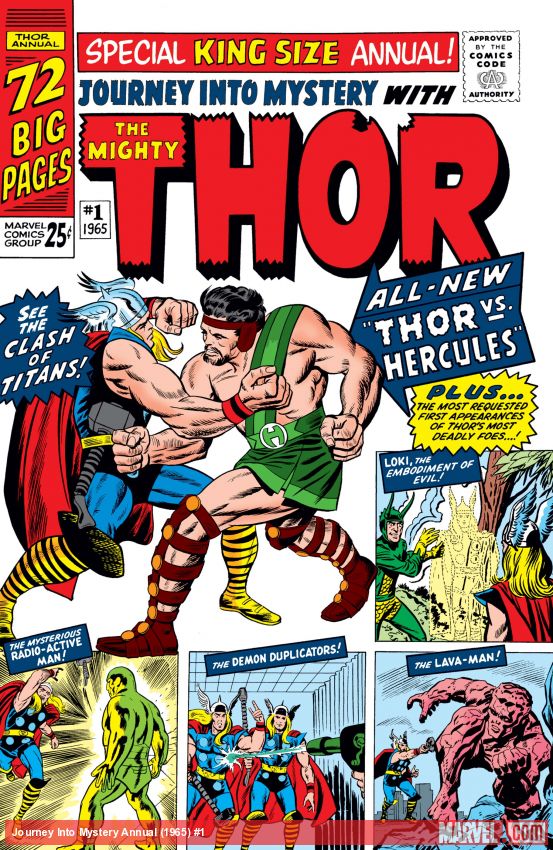 THOR
ANNUAL
72
BIG
PAGES
MARVEL
COMICS
GROUP
25¢
SPECIAL KING SIZE ANNUAL!
APPROVED
BY THE
COMICS
CODE
CA
AUTHORITY
JOURNEY INTO MYSTERY WITH
THE
MIGHTY
THOR
#1
1965
SEE
THE
CLASH
OF
TITANS!
ALL-NEW
"THOR VS.
HERCULES"
PLUS...
THE MOST REQUESTED
FIRST APPEARANCES
OF THOR'S MOST
DEADLY FOES....!
H
LOKI, THE
EMBODIMENT OF
EVIL!
THE MYSTERIOUS
RADIO-ACTIVE
MAN!
THE DEMON DUPLICATORS!
THE LAVA-MAN!
Journey Into Mystery Annual (1965) #1
MARVEL.COM